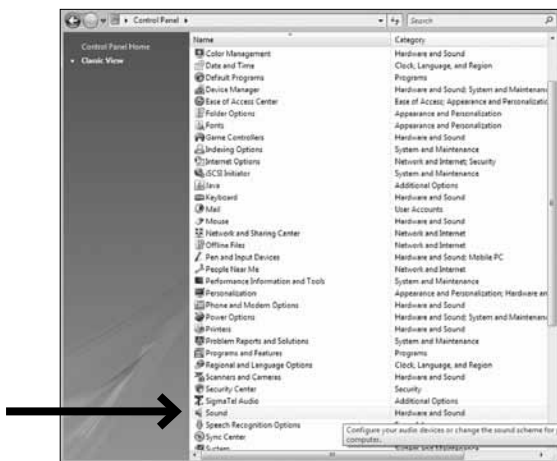 Control Panel
Search
Control Panel Home
Classic View
Name Category
Color Management Hardware and Sound
Date and Time Clock, Language, and Region
Default Programs Programs
Device Manager Hardware and Sound; System and Maintenanc
Ease of Access Center Ease of Access; Appearance and Personalizatic
Folder Options Appearance and Personalization
Fonts Appearance and Personalization
Game Controllers Hardware and Sound
Indexing Options System and Maintenance
Internet Options Network and Internet; Security
iSCSI Initiator System and Maintenance
Java Additional Options
Keyboard Hardware and Sound
Mail User Accounts
Mouse Hardware and Sound
Network and Sharing Center Network and Internet
Offline Files Network and Internet
Pen and Input Devices Hardware and Sound; Mobile PC
People Near Me Network and Internet
Performance Information and Tools System and Maintenance
Personalization Appearance and Personalization; Hardware an
Phone and Modem Options Hardware and Sound
Power Options Hardware and Sound; System and Maintenanc
Printers Hardware and Sound
Problem Reports and Solutions System and Maintenance
Programs and Features Programs
Regional and Language Options Clock, Language, and Region
Scanners and Cameras Hardware and Sound
Security Center Security
SigmaTel Audio Additional Options
Sound Hardware and Sound
Speech Recognition Options
Configure your audio devices or change the sound scheme for
computer.
Sync Center
System System and Maintenance